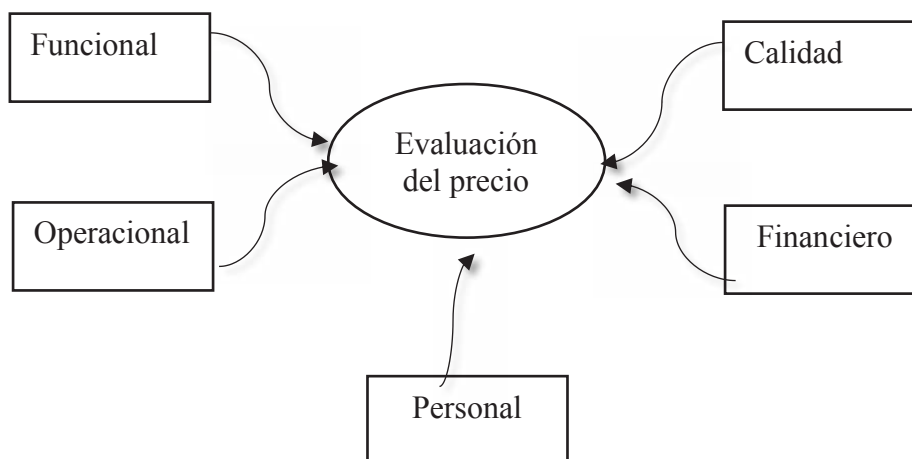 Funcional
Calidad
Evaluación
del precio
Operacional
Financiero
Personal